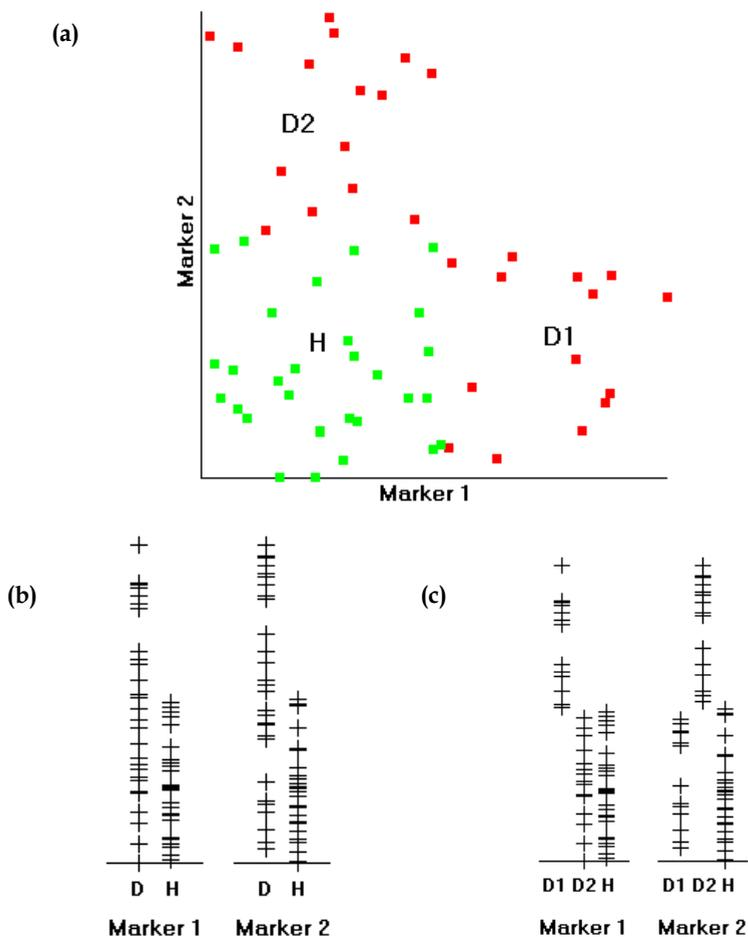 (a)
D2
Marker 2
H
D1
Marker 1
(b)
(c)
D H
D H
D1 D2 H
D1 D2 H
Marker 1
Marker 2
Marker 1
Marker 2